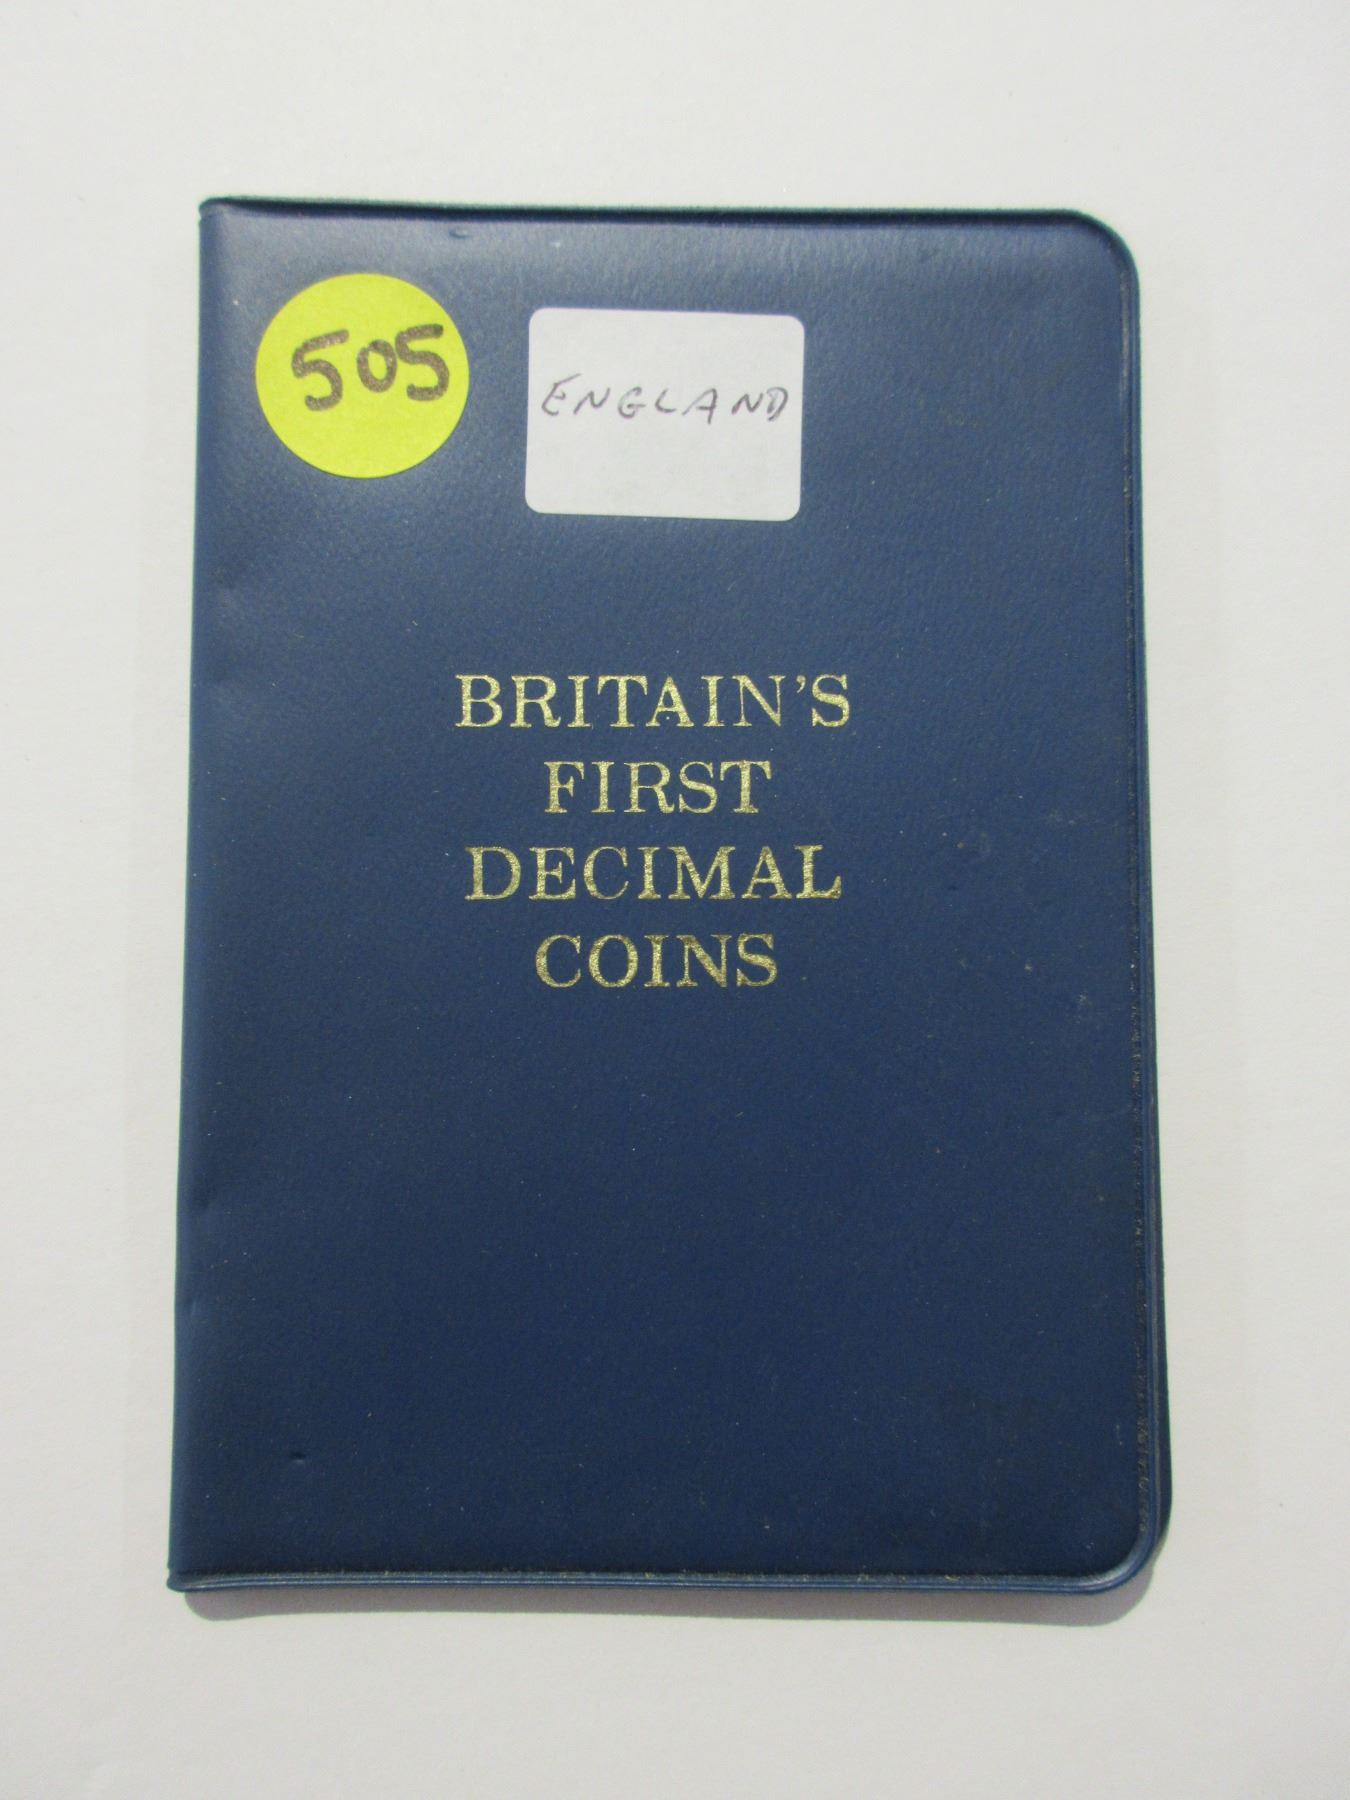 505
ENGLAND
BRITAIN'S
FIRST
DECIMAL
COINS